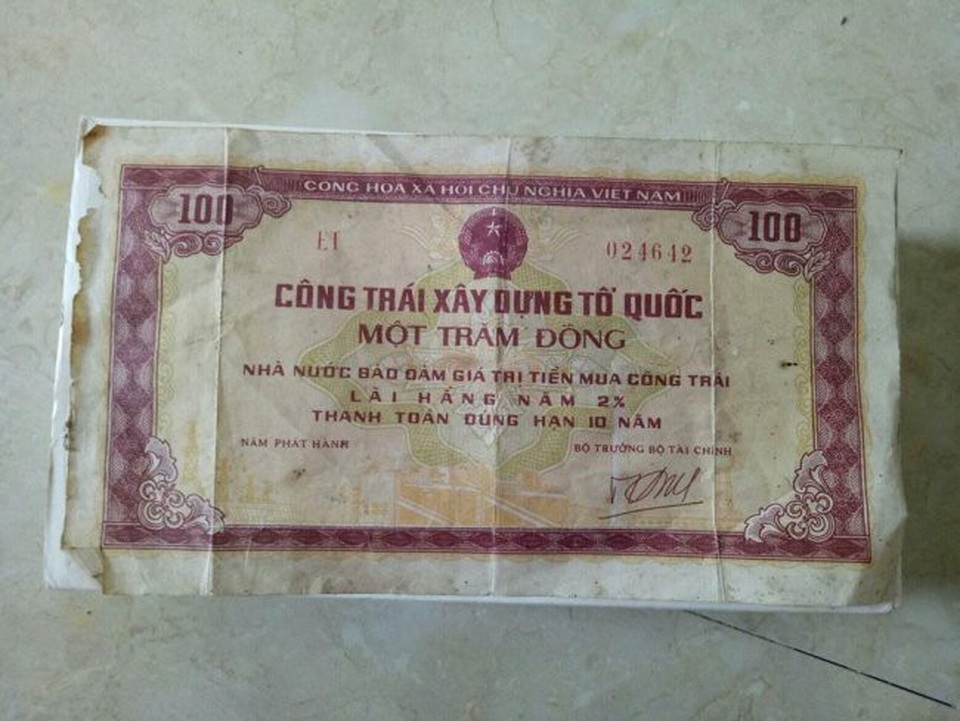 CỘNG HÒA XÃ HỘI CHỦ NGHĨA VIỆT NAM
100 100
ET 024642
CÔNG TRÁI XÂY DỰNG TỔ QUỐC
MỘT TRĂM ĐỒNG
NHÀ NƯỚC BẢO ĐẢM GIÁ TRỊ TIỀN MUA CÔNG TRÁI
LÃI HẰNG NĂM 2%
THANH TOÁN ĐÚNG HẠN 10 NĂM
NĂM PHÁT HÀNH BỘ TRƯỞNG BỘ TÀI CHÍNH